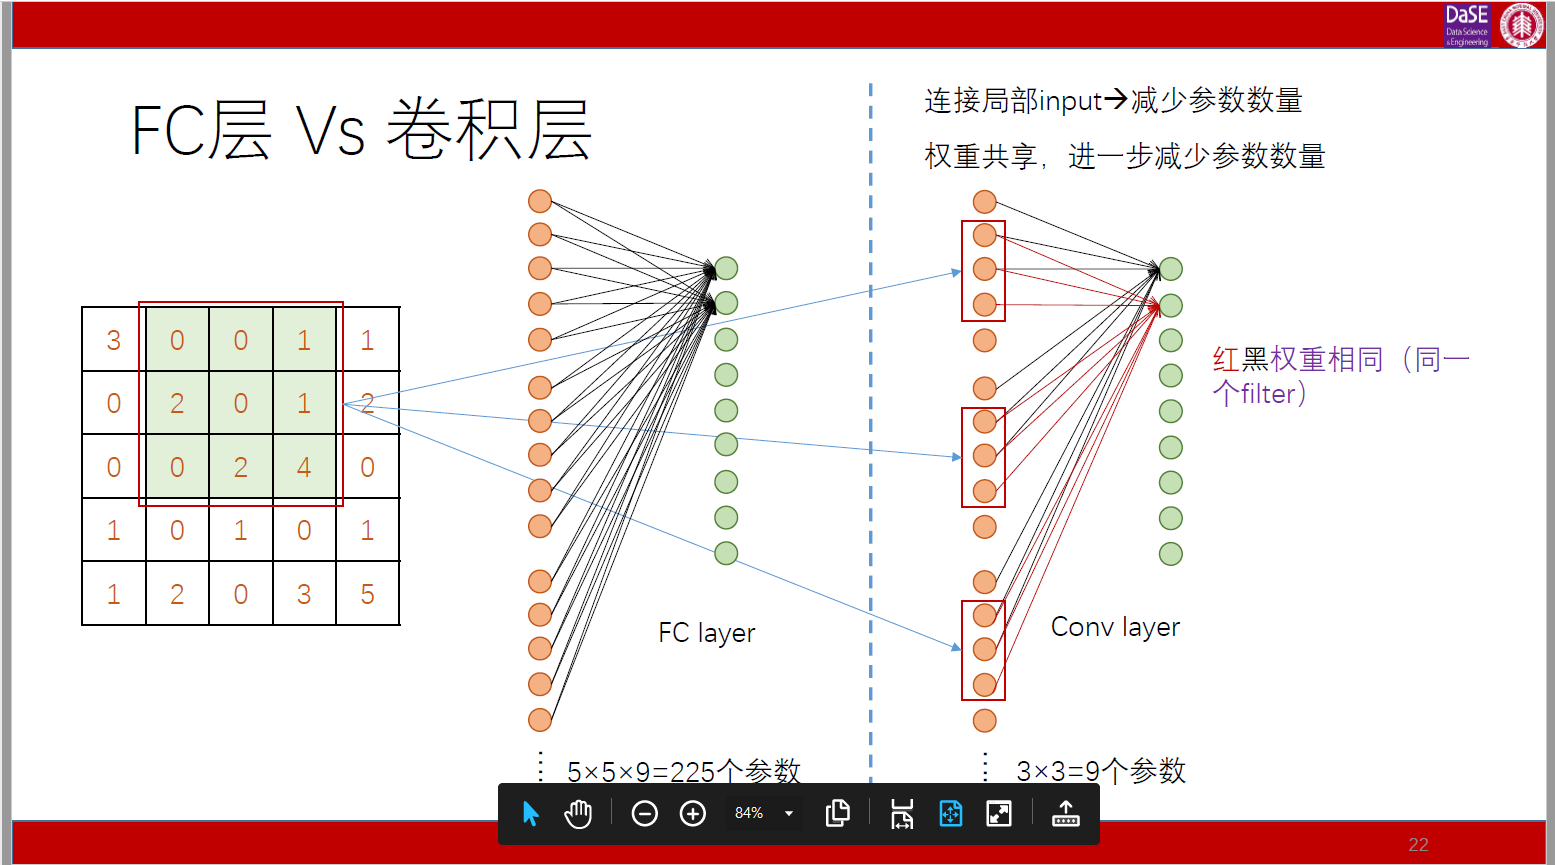 DaSE
Data Science
& Engineering
FC层 Vs 卷积层
连接局部input→减少参数数量
权重共享，进一步减少参数数量
3 0 0 1 1
0 2 0 1 2
0 0 2 4 0
1 0 1 0 1
1 2 0 3 5
红黑权重相同（同一
个filter）
FC layer
Conv layer
⋮ 5×5×9=225个参数
⋮ 3×3=9个参数
84%
22